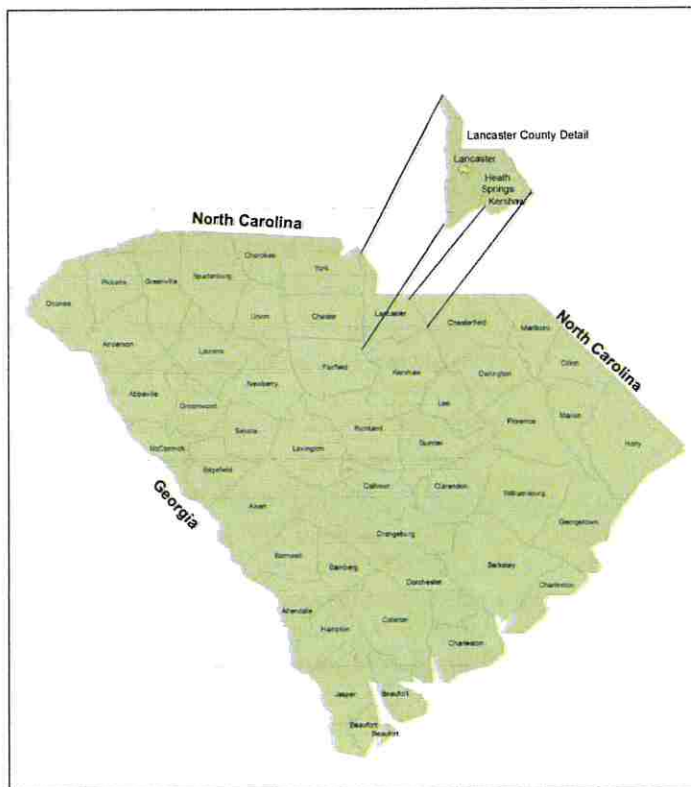 Lancaster County Detail
Lancaster
Heath
Springs
Kershaw
North Carolina
Cherokee
York
Spartanburg
Greenville
Pickens
Oconee
Union
Chester
Lancaster
Chesterfield
Marlboro
North Carolina
Dillon
Anderson
Laurens
Fairfield
Kershaw
Darlington
Newberry
Abbeville
Greenwood
Lee
Florence
Marion
Horry
Saluda
Richland
Sumter
McCormick
Lexington
Edgefield
Calhoun
Clarendon
Williamsburg
Georgia
Aiken
Georgetown
Orangeburg
Barnwell
Bamberg
Berkeley
Dorchester
Charleston
Allendale
Colleton
Hampton
Charleston
Jasper
Beaufort
Beaufort
Beaufort